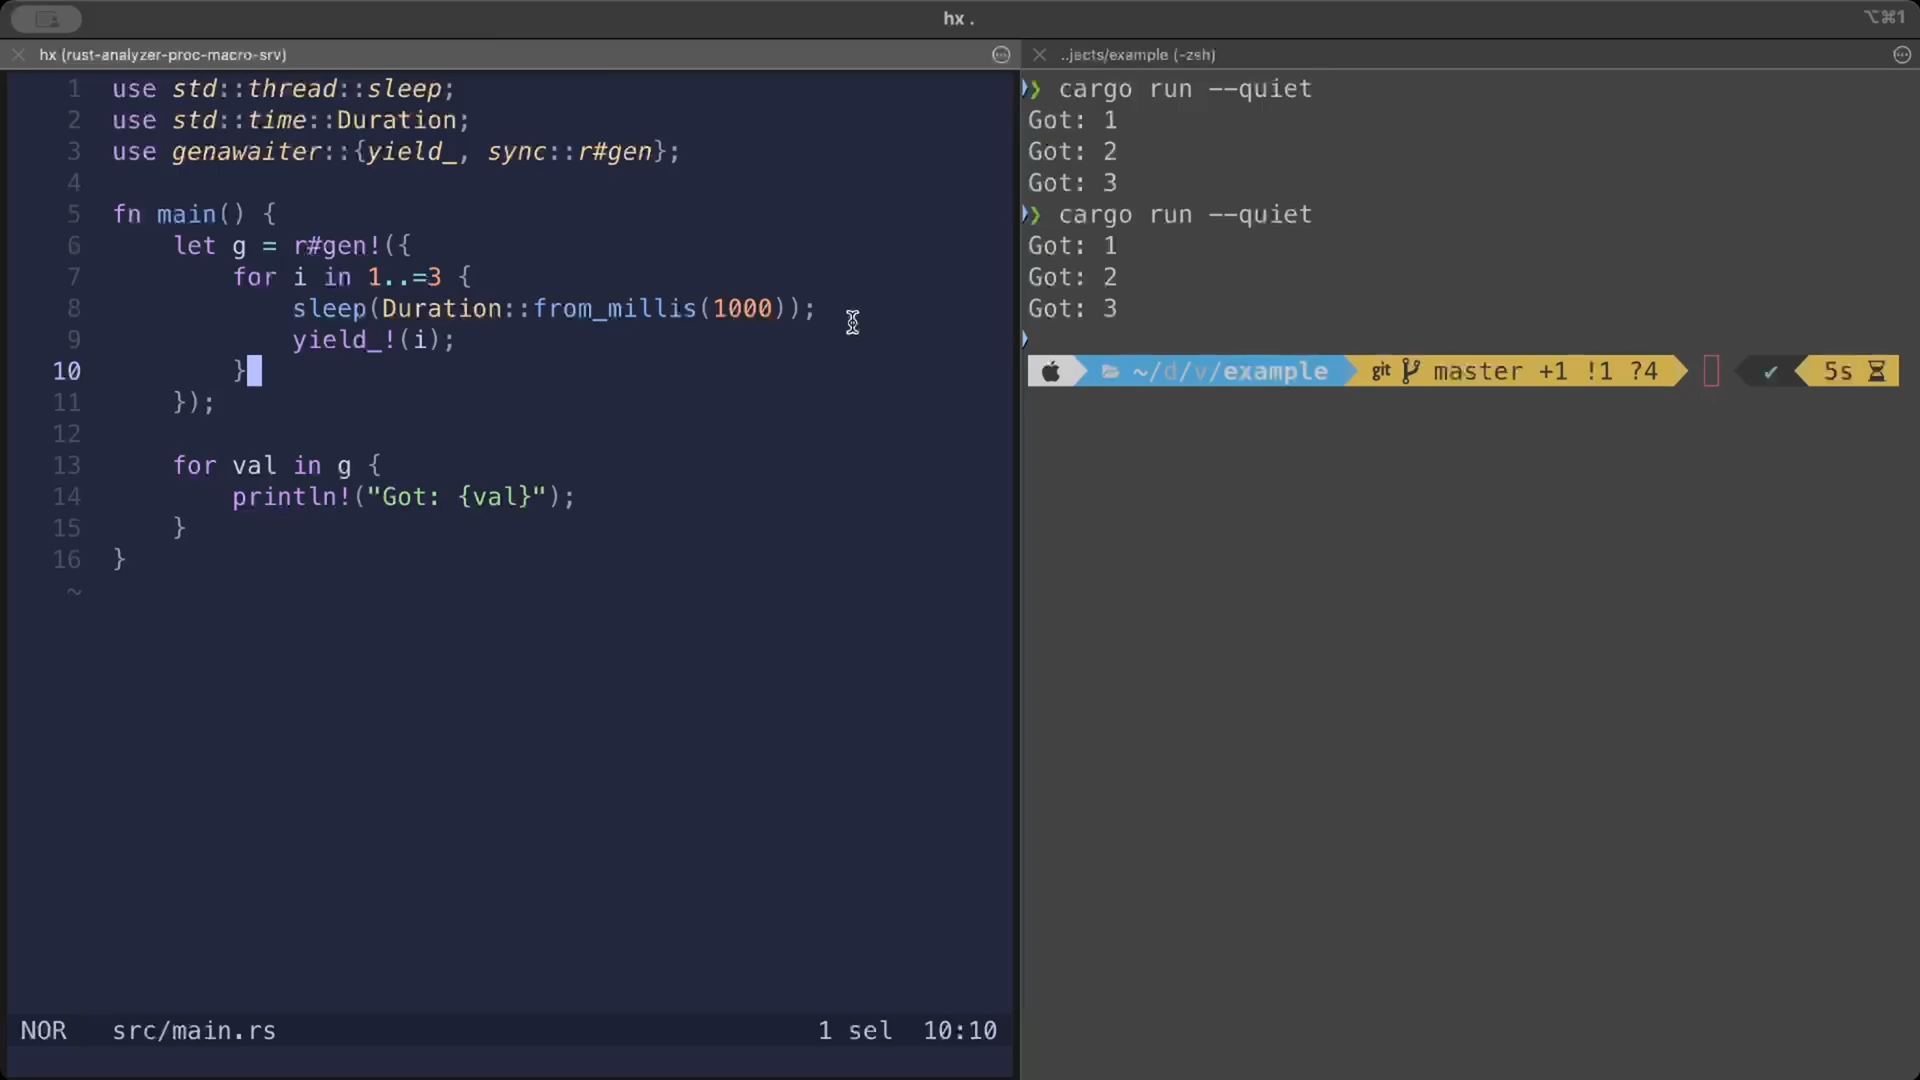 hx .
⌥⌘1
hx (rust-analyzer-proc-macro-srv)
1 use std::thread::sleep;
2 use std::time::Duration;
3 use genawaiter::{yield_, sync::r#gen};
4
5 fn main() {
6 let g = r#gen!({
7 for i in 1..=3 {
8 sleep(Duration::from_millis(1000));
9 yield_!(i);
10 }
11 });
12
13 for val in g {
14 println!("Got: {val}");
15 }
16 }
~
NOR src/main.rs 1 sel 10:10
..jects/example (-zsh)
❯ cargo run --quiet
Got: 1
Got: 2
Got: 3
❯ cargo run --quiet
Got: 1
Got: 2
Got: 3
~/d/v/example git master +1 !1 ?4 ✔ 5s